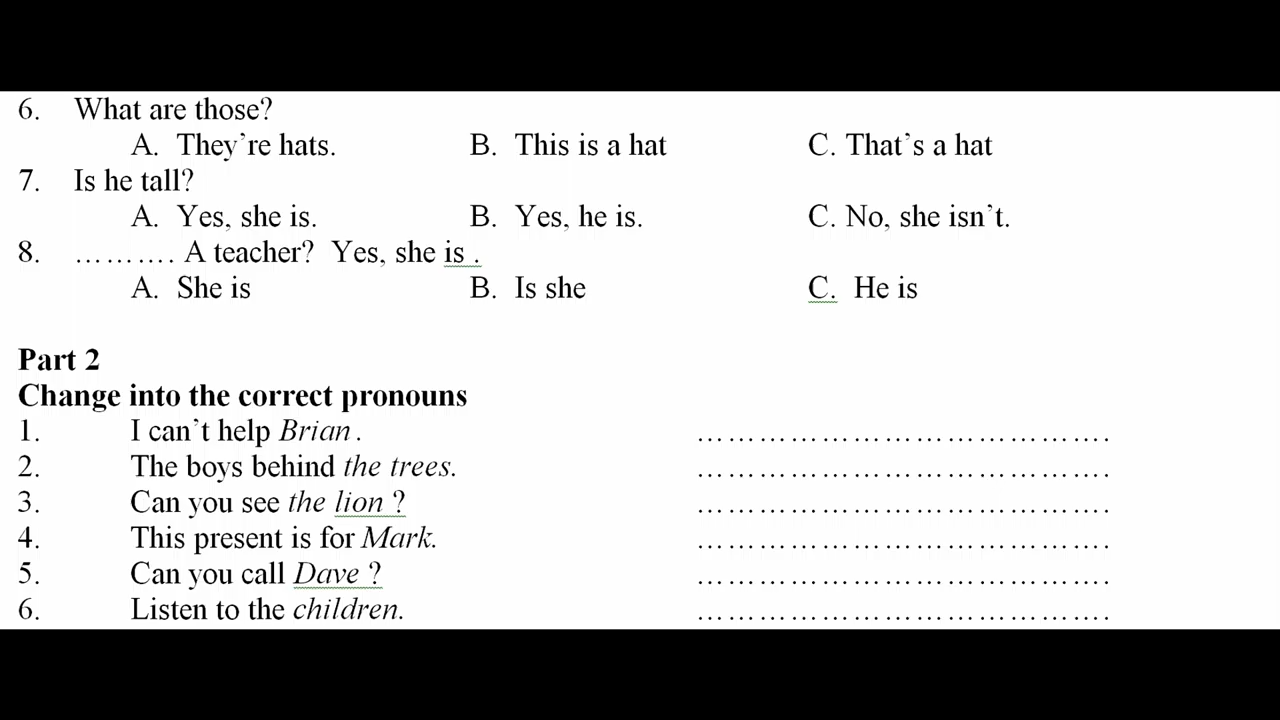 6. What are those?
A. They’re hats. B. This is a hat C. That’s a hat
7. Is he tall?
A. Yes, she is. B. Yes, he is. C. No, she isn’t.
8. ………. A teacher? Yes, she is .
A. She is B. Is she C. He is
Part 2
Change into the correct pronouns
1. I can’t help Brian . …………………………………….
2. The boys behind the trees. …………………………………….
3. Can you see the lion ? …………………………………….
4. This present is for Mark. …………………………………….
5. Can you call Dave ? …………………………………….
6. Listen to the children. …………………………………….